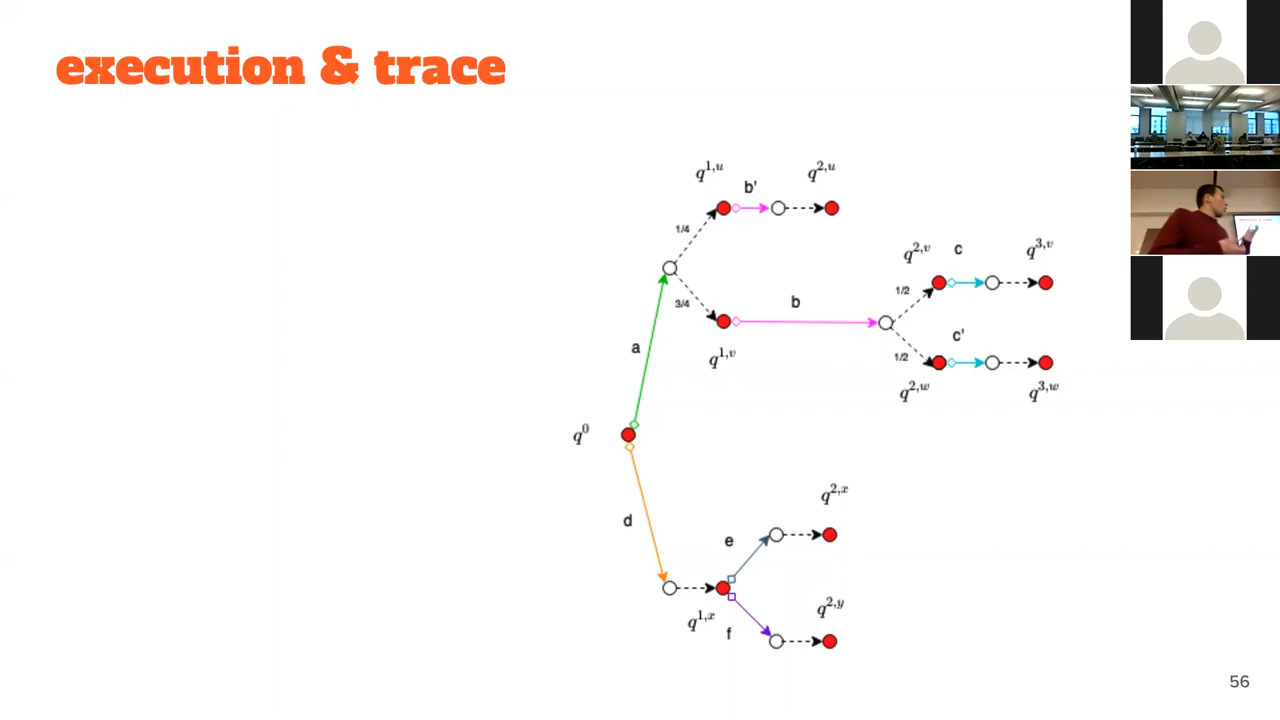 execution & trace
q^{1,u}
b'
q^{2,u}
1/4
3/4
a
q^{1,v}
b
q^{2,v}
c
q^{3,v}
1/2
1/2
c'
q^{2,w}
q^{3,w}
q^0
d
q^{1,x}
e
f
q^{2,x}
q^{2,y}
56